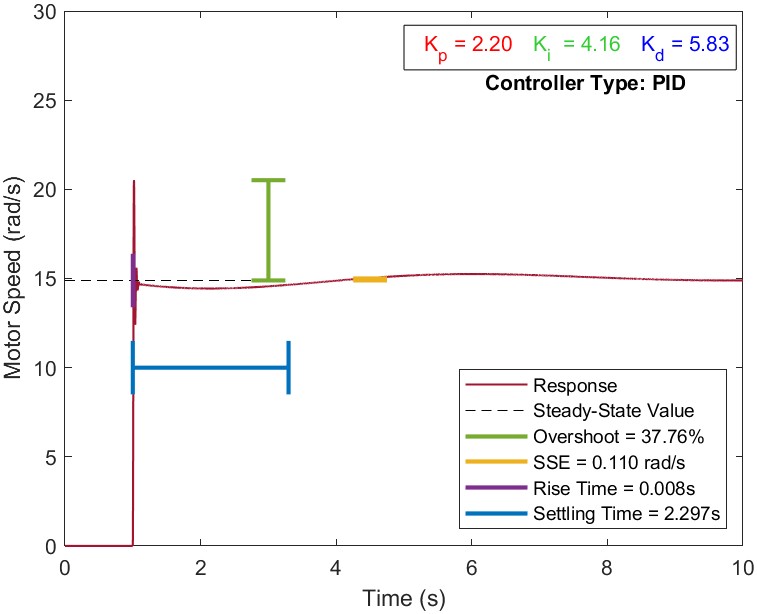 K_p = 2.20 K_i = 4.16 K_d = 5.83
Controller Type: PID
30
25
20
15
10
5
0
Motor Speed (rad/s)
Response
Steady-State Value
Overshoot = 37.76%
SSE = 0.110 rad/s
Rise Time = 0.008s
Settling Time = 2.297s
0 2 4 6 8 10
Time (s)